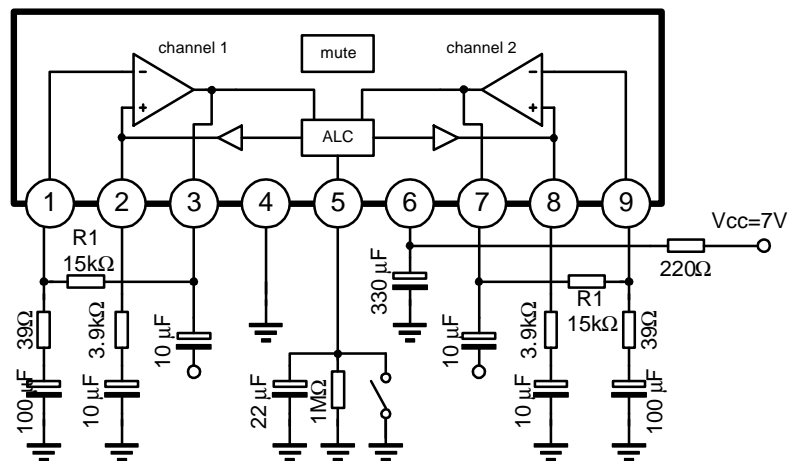 channel 1
mute
channel 2
−
+
−
+
ALC
1
2
3
4
5
6
7
8
9
Vcc=7V
R1
15kΩ
220Ω
R1
15kΩ
330 µF
39Ω
3.9kΩ
10 µF
10 µF
3.9kΩ
39Ω
100 µF
10 µF
22 µF
1MΩ
10 µF
100 µF